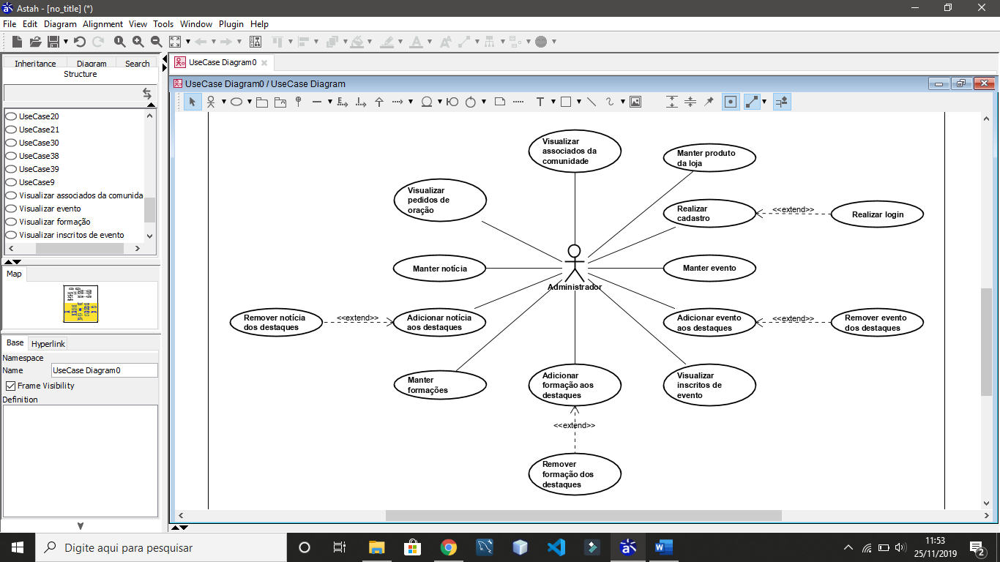 Astah - [no_title] (*)
File Edit Diagram Alignment View Tools Window Plugin Help
Inheritance Diagram Search
Structure
UseCase20
UseCase21
UseCase30
UseCase38
UseCase39
UseCase9
Visualizar associados da comunida
Visualizar evento
Visualizar formação
Visualizar inscritos de evento
Map
Base Hyperlink
Namespace
Name UseCase Diagram0
Frame Visibility
Definition
UseCase Diagram0
UseCase Diagram0 / UseCase Diagram
T A
Visualizar
associados da
comunidade
Manter produto
da loja
Visualizar
pedidos de
oração
Realizar
cadastro
<<extend>>
Realizar login
Manter notícia
Administrador
Manter evento
Remover notícia
dos destaques
<<extend>>
Adicionar notícia
aos destaques
Adicionar evento
aos destaques
<<extend>>
Remover evento
dos destaques
Manter
formações
Adicionar
formação aos
destaques
Visualizar
inscritos de
evento
<<extend>>
Remover
formação dos
destaques
Digite aqui para pesquisar
11:53
25/11/2019
2